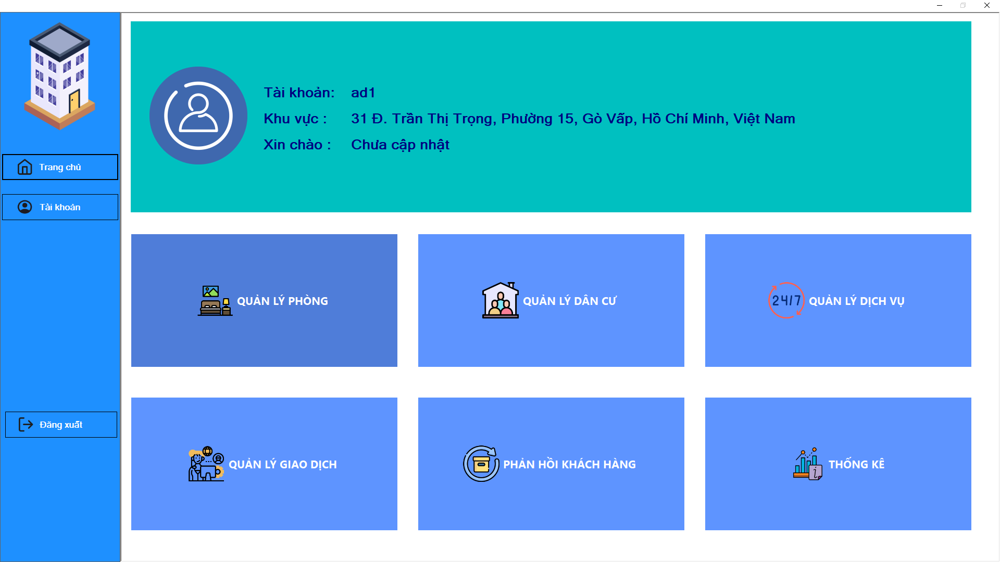 Tài khoản: ad1
Khu vực : 31 Đ. Trần Thị Trọng, Phường 15, Gò Vấp, Hồ Chí Minh, Việt Nam
Xin chào : Chưa cập nhật
Trang chủ
Tài khoản
Đăng xuất
QUẢN LÝ PHÒNG
QUẢN LÝ DÂN CƯ
24/7 QUẢN LÝ DỊCH VỤ
QUẢN LÝ GIAO DỊCH
PHẢN HỒI KHÁCH HÀNG
i THỐNG KÊ